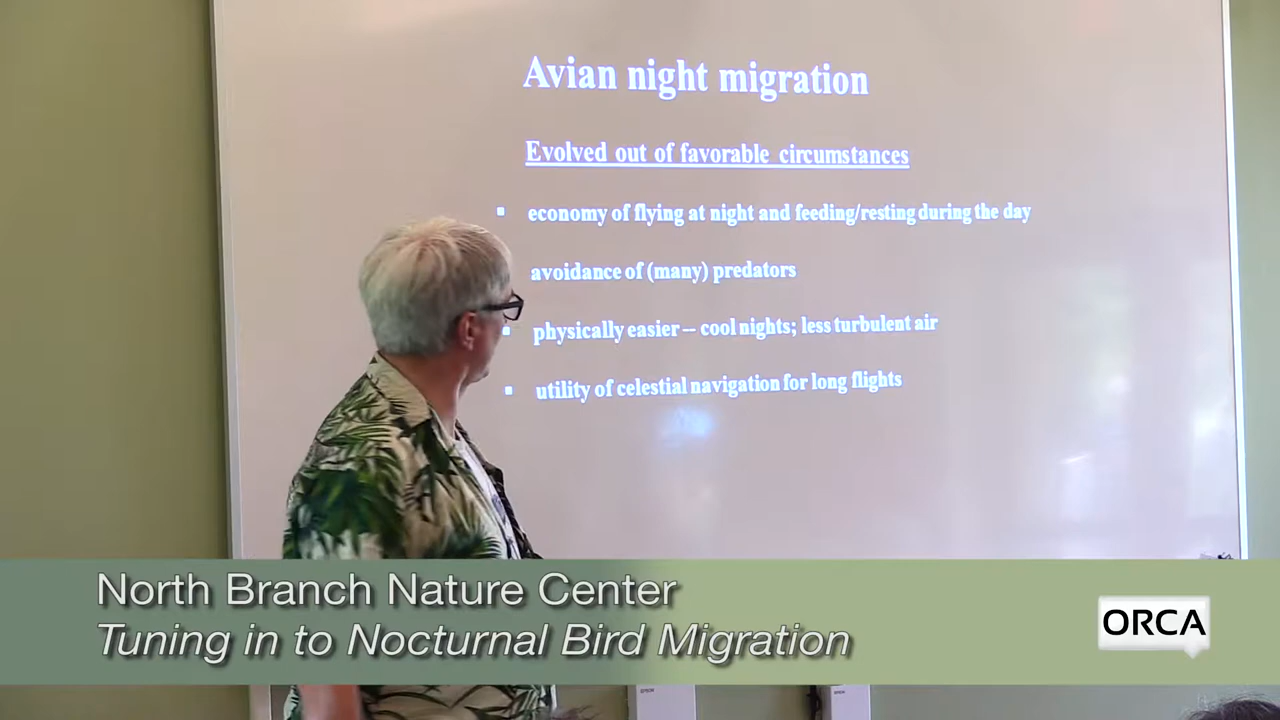 Avian night migration
Evolved out of favorable circumstances
economy of flying at night and feeding/resting during the day
avoidance of (many) predators
physically easier – cool nights; less turbulent air
utility of celestial navigation for long flights
North Branch Nature Center
Tuning in to Nocturnal Bird Migration
ORCA